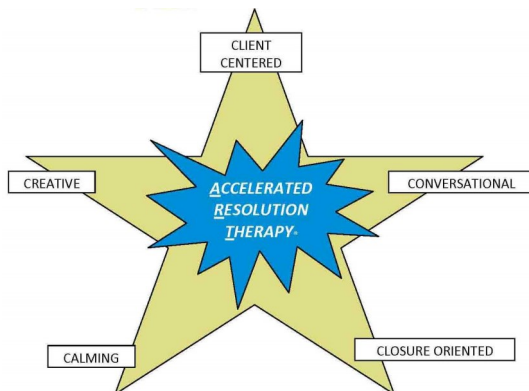 CLIENT
CENTERED
CREATIVE
ACCELERATED
RESOLUTION
THERAPY®
CONVERSATIONAL
CALMING
CLOSURE ORIENTED